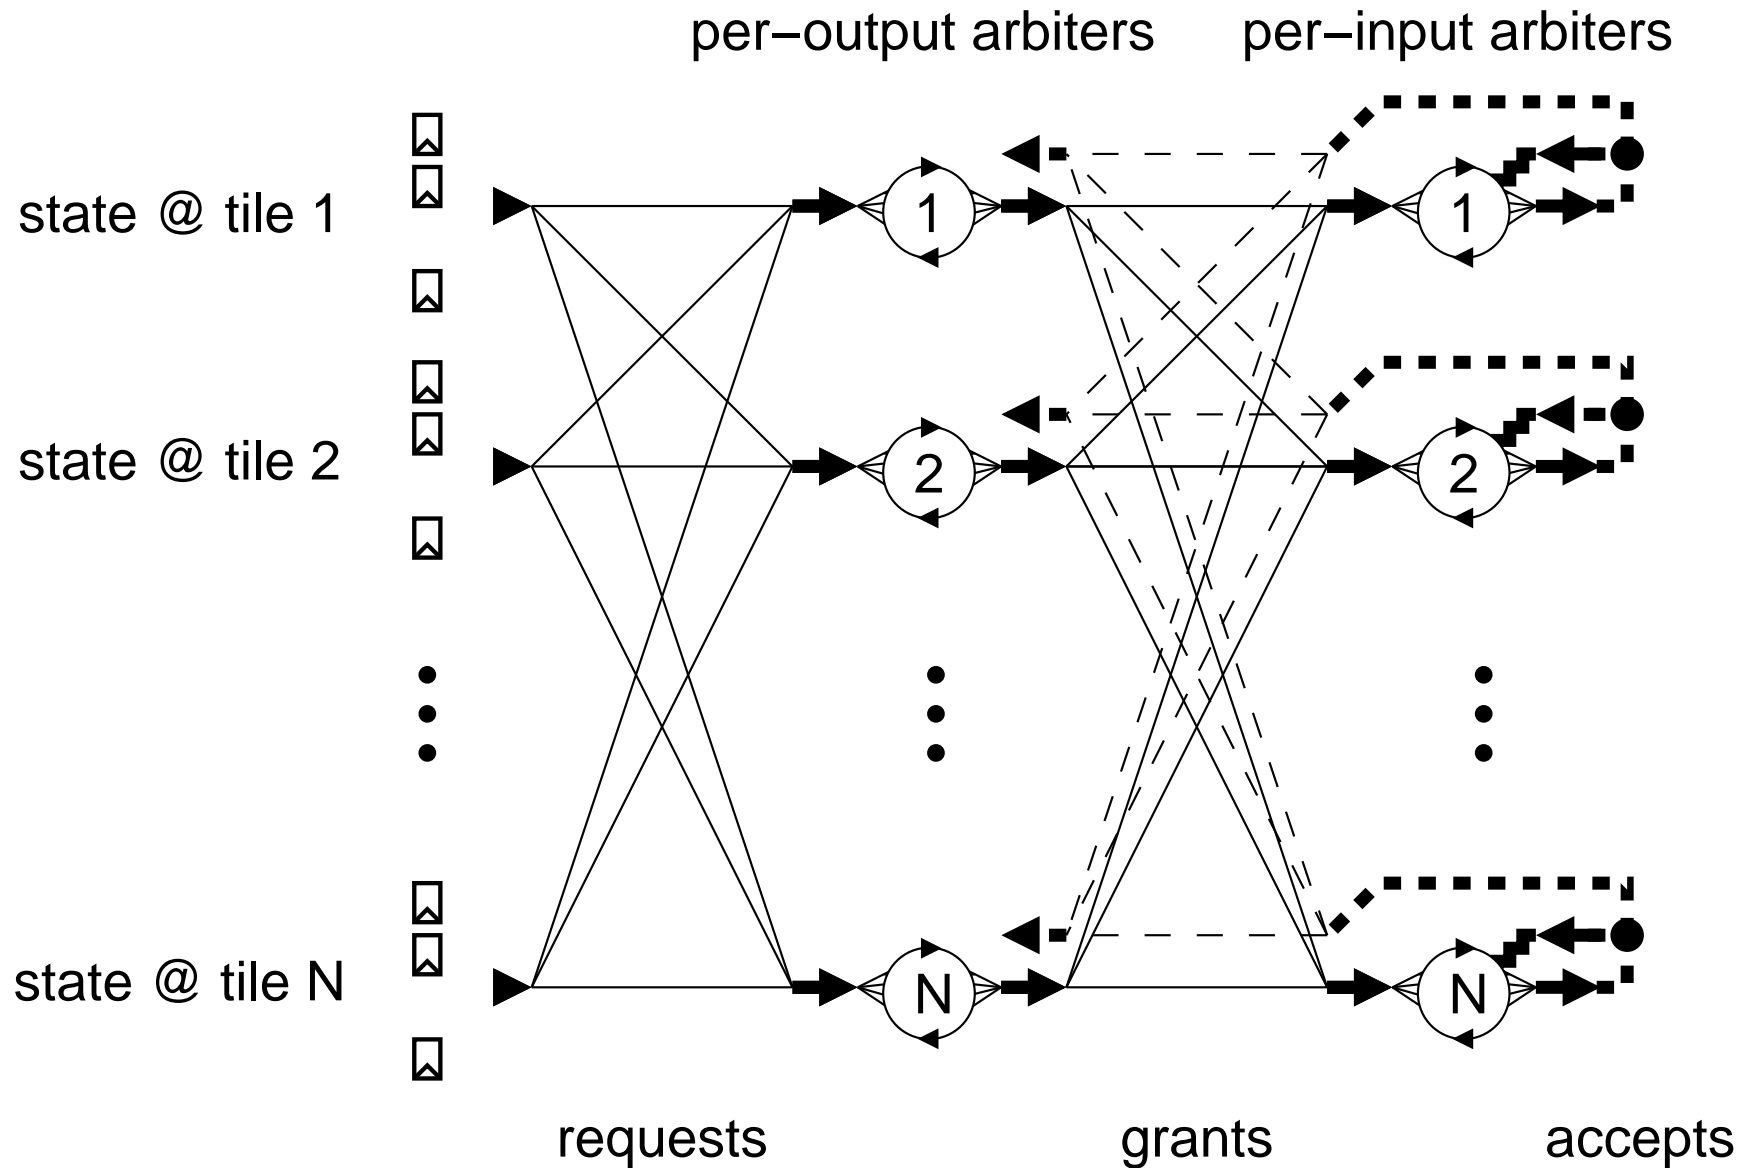 per–output arbiters
per–input arbiters
state @ tile 1
1
1
state @ tile 2
2
2
state @ tile N
N
N
requests
grants
accepts